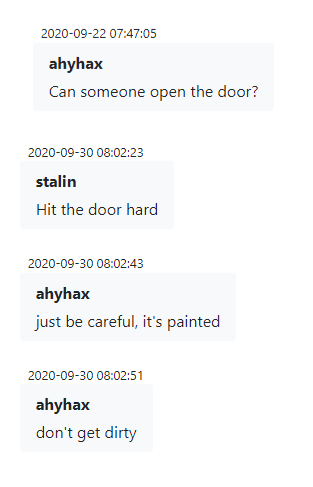 2020-09-22 07:47:05
ahyhax
Can someone open the door?
2020-09-30 08:02:23
stalin
Hit the door hard
2020-09-30 08:02:43
ahyhax
just be careful, it's painted
2020-09-30 08:02:51
ahyhax
don't get dirty